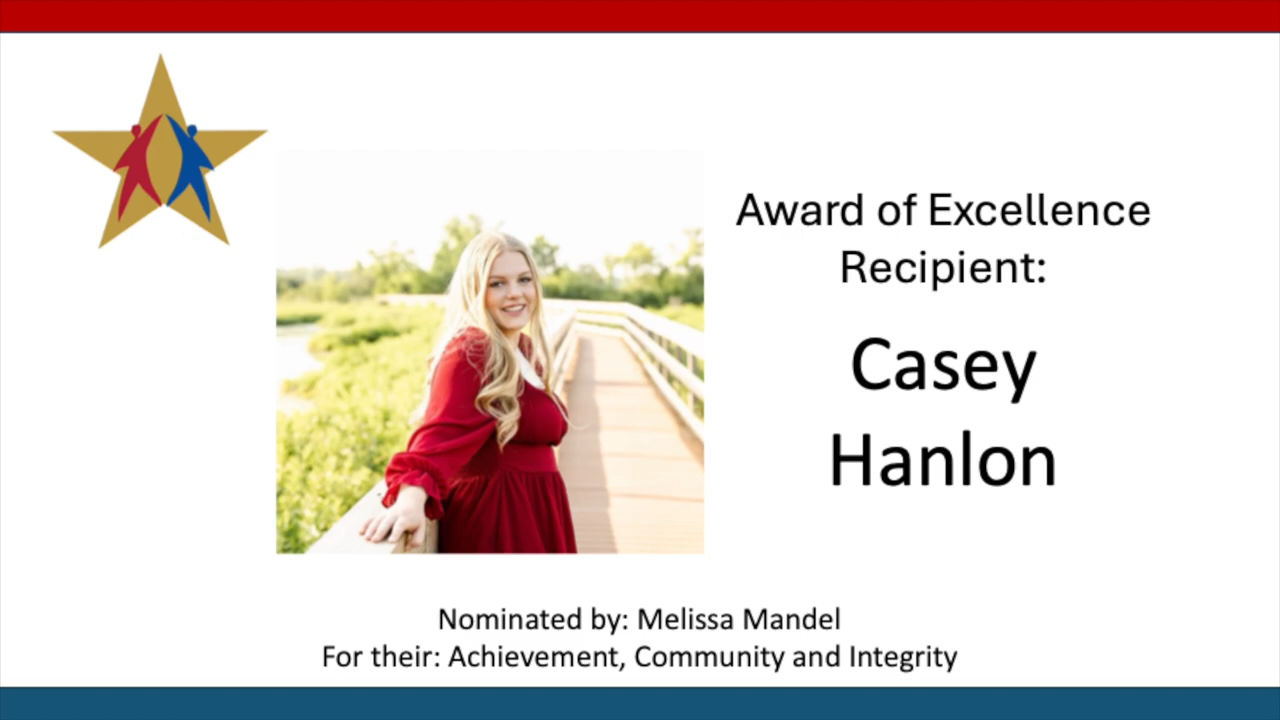 Award of Excellence
Recipient:
Casey
Hanlon
Nominated by: Melissa Mandel
For their: Achievement, Community and Integrity